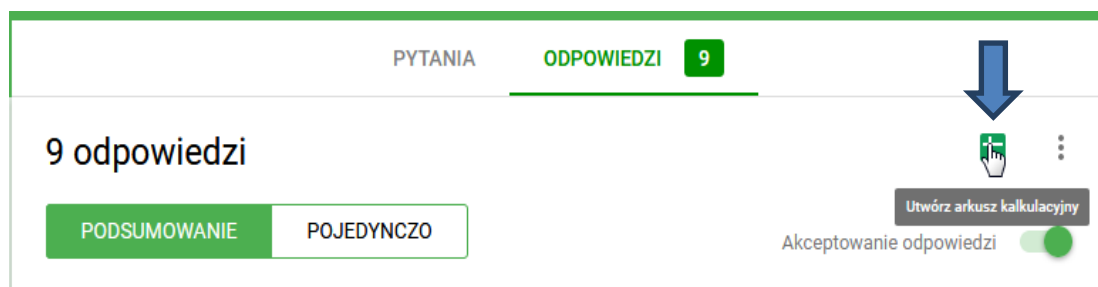 PYTANIA ODPOWIEDZI 9
9 odpowiedzi
Utwórz arkusz kalkulacyjny
PODSUMOWANIE POJEDYNCZO
Akceptowanie odpowiedzi